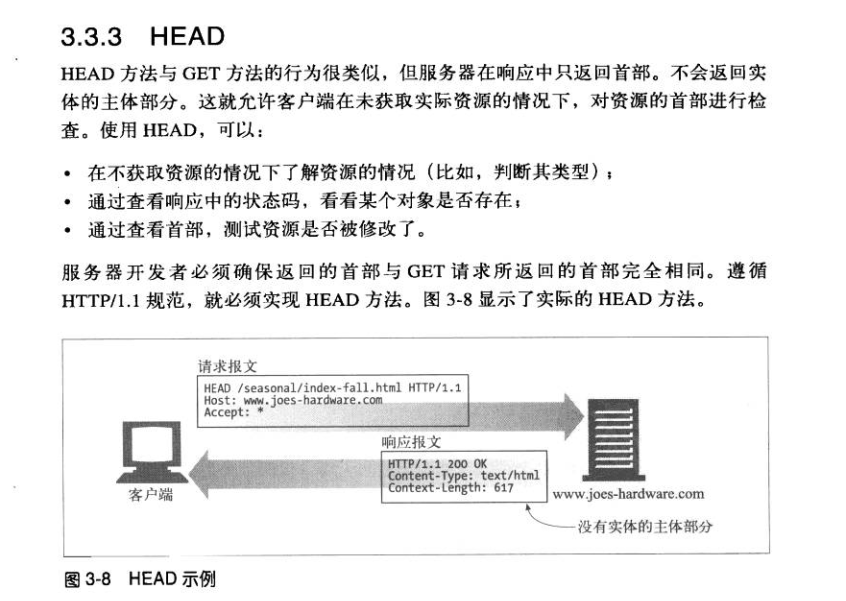 3.3.3 HEAD
HEAD 方法与 GET 方法的行为很类似，但服务器在响应中只返回首部。不会返回实
体的主体部分。这就允许客户端在未获取实际资源的情况下，对资源的首部进行检
查。使用 HEAD，可以：
• 在不获取资源的情况下了解资源的情况（比如，判断其类型）；
• 通过查看响应中的状态码，看看某个对象是否存在；
• 通过查看首部，测试资源是否被修改了。
服务器开发者必须确保返回的首部与 GET 请求所返回的首部完全相同。遵循
HTTP/1.1 规范，就必须实现 HEAD 方法。图 3-8 显示了实际的 HEAD 方法。
请求报文
HEAD /seasonal/index-fall.html HTTP/1.1
Host: www.joes-hardware.com
Accept: *
响应报文
HTTP/1.1 200 OK
Content-Type: text/html
Context-Length: 617
客户端
www.joes-hardware.com
没有实体的主体部分
图 3-8 HEAD 示例